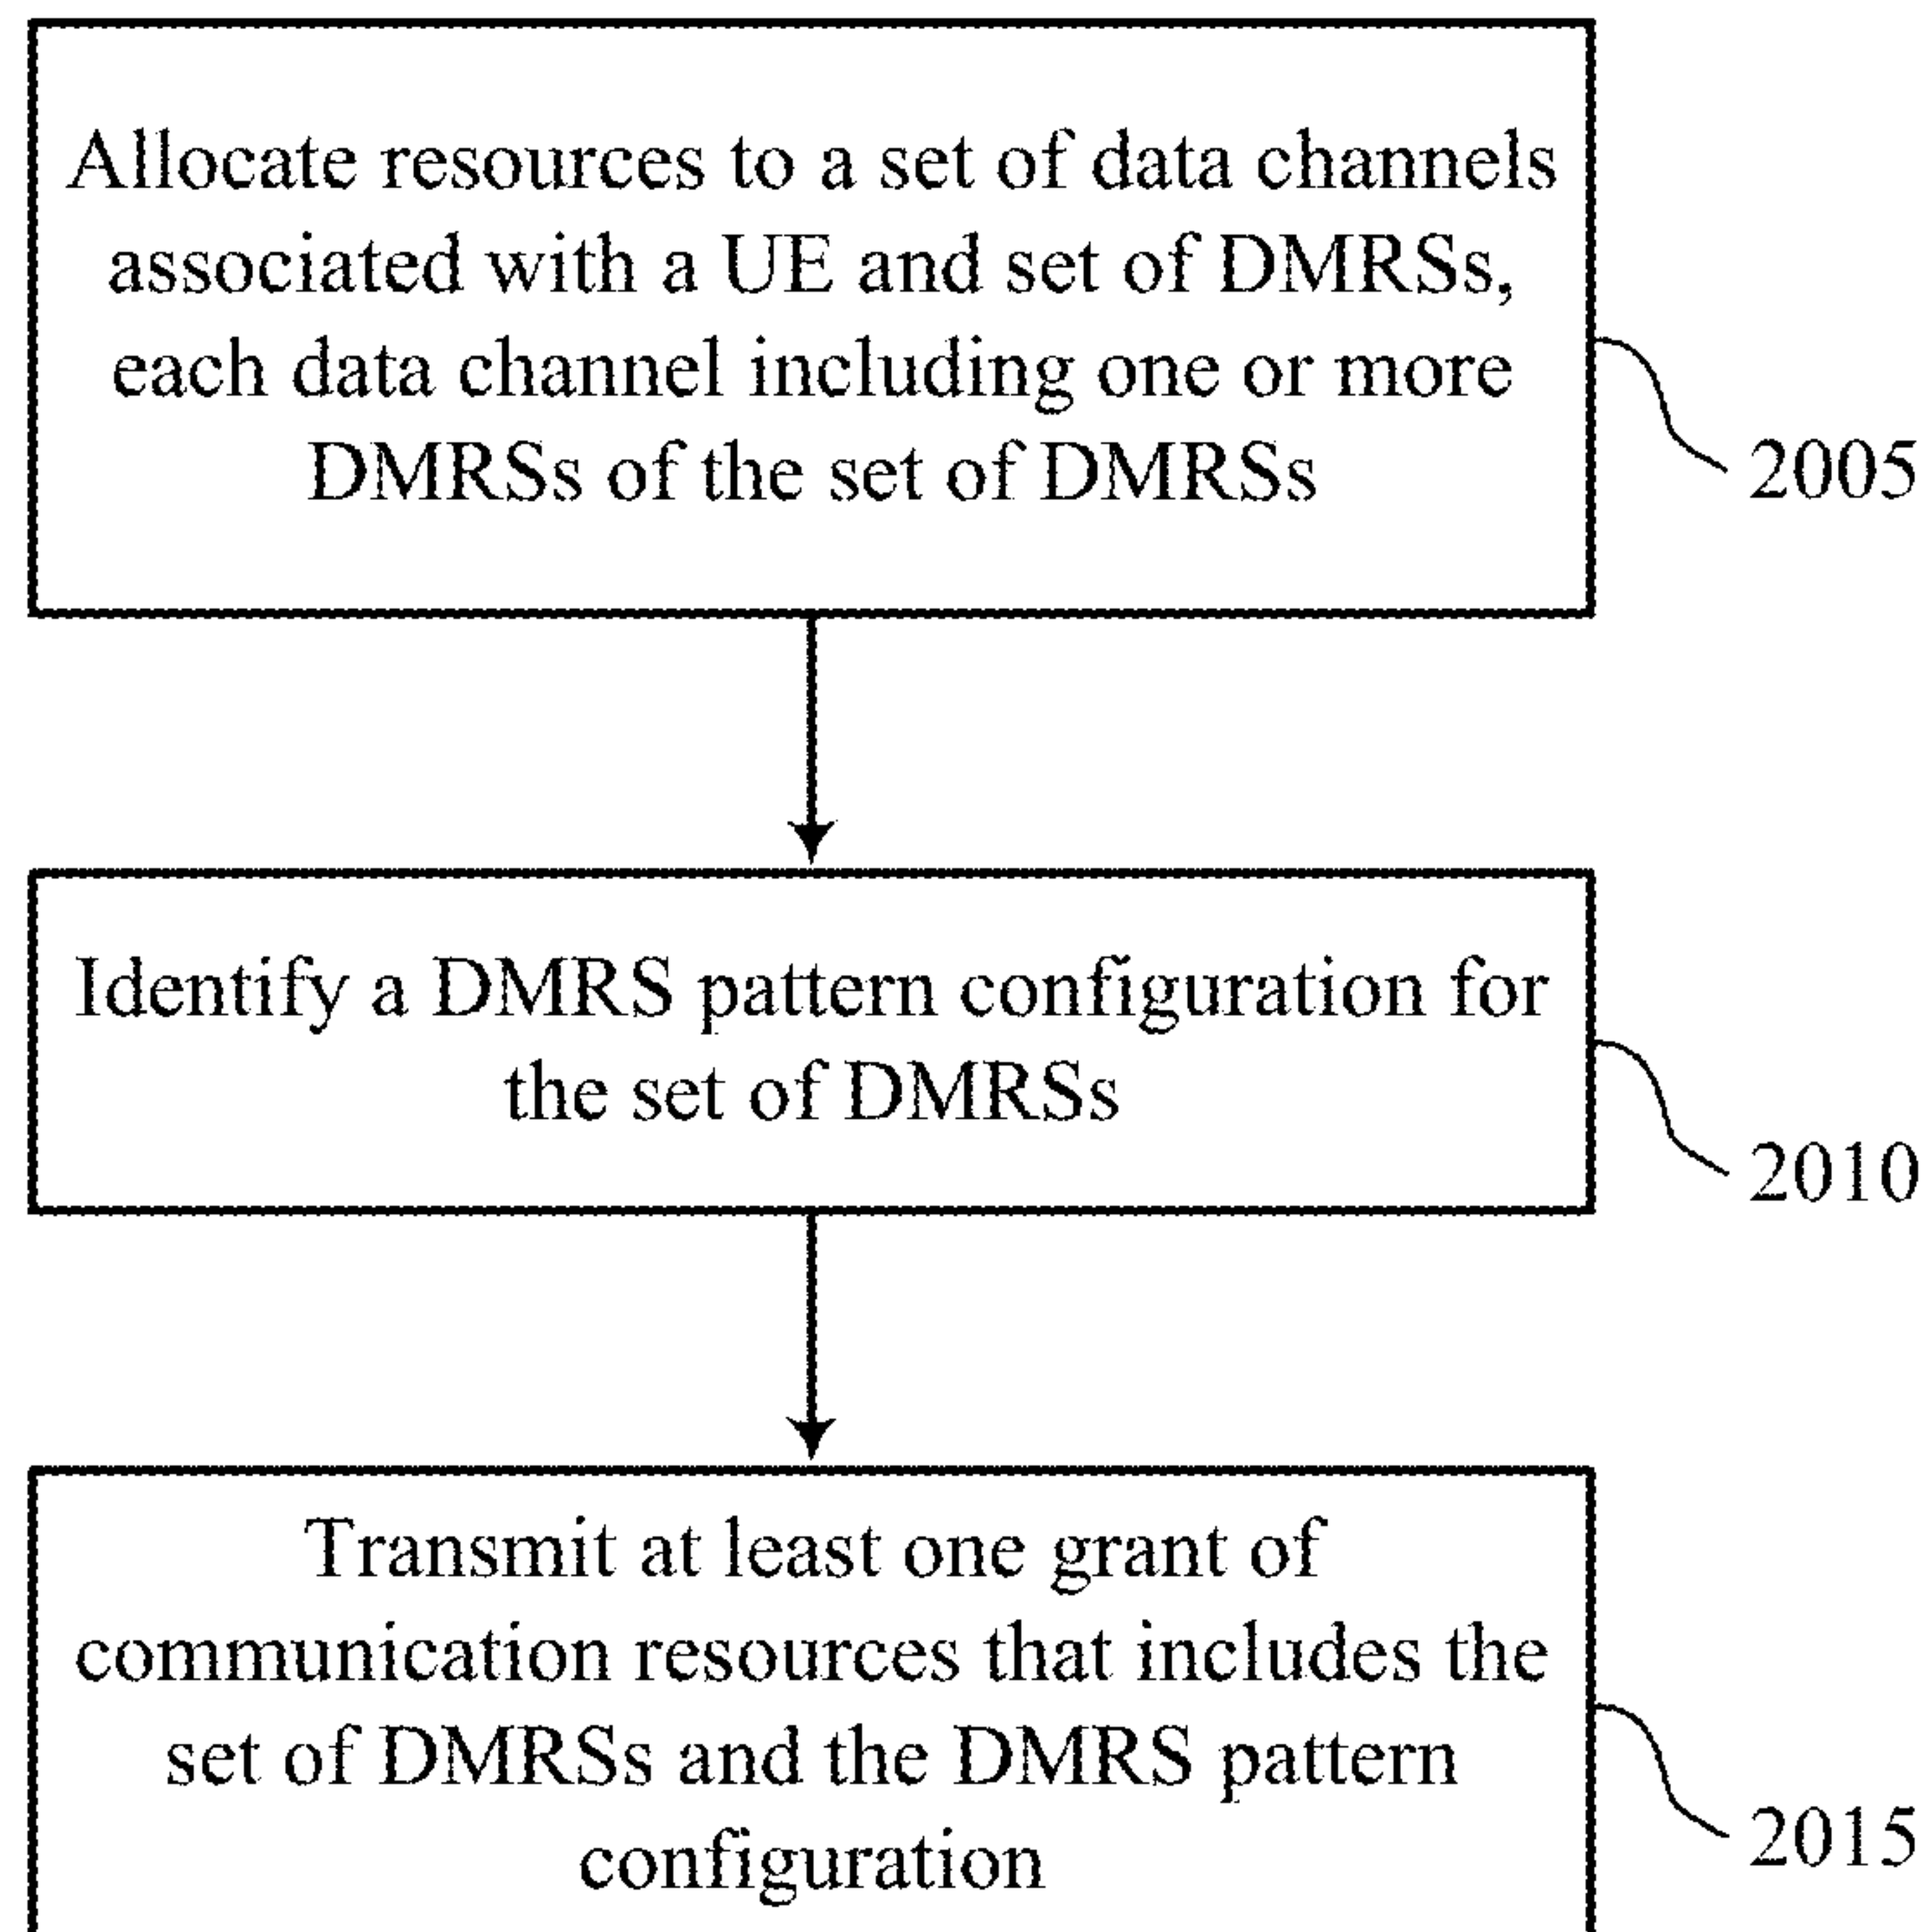 Allocate resources to a set of data channels
associated with a UE and set of DMRSs,
each data channel including one or more
DMRSs of the set of DMRSs
2005
Identify a DMRS pattern configuration for
the set of DMRSs
2010
Transmit at least one grant of
communication resources that includes the
set of DMRSs and the DMRS pattern
configuration
2015